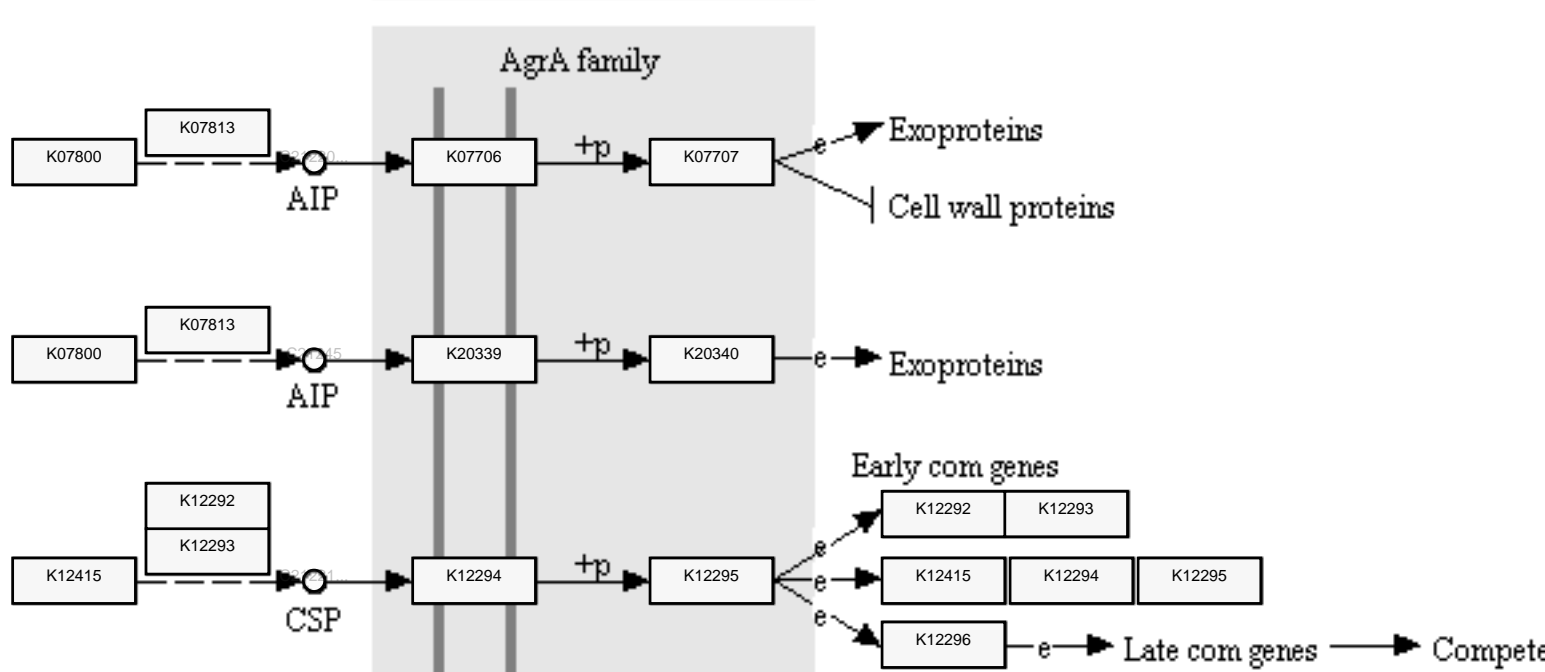 AgrA family
K07800
K07813
AIP
K07706
+p
K07707
e
Exoproteins
Cell wall proteins
K07800
K07813
AIP
K20339
+p
K20340
e
Exoproteins
K12415
K12292
K12293
CSP
K12294
+p
K12295
Early com genes
e
K12292
K12293
e
K12415
K12294
K12295
e
K12296
e
Late com genes
Compete